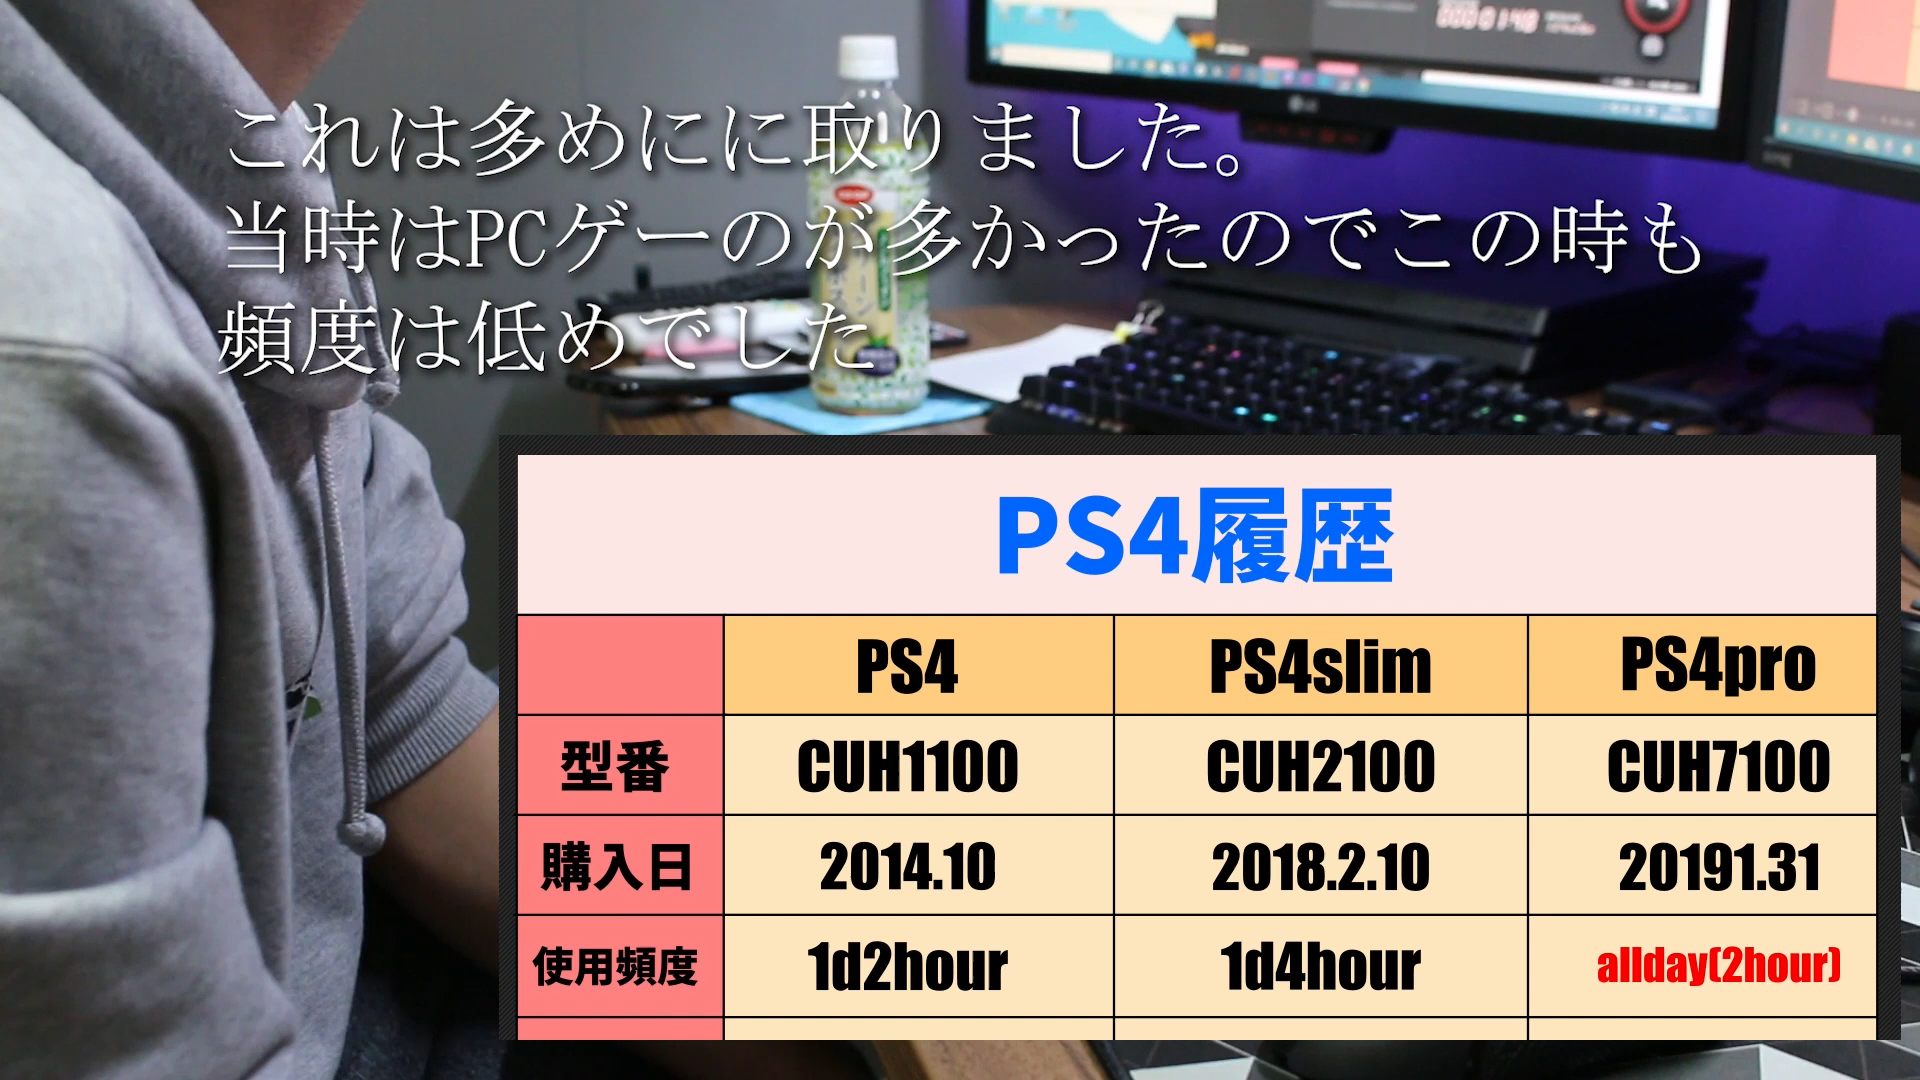 これは多めにに取りました。
当時はPCゲーのが多かったのでこの時も
頻度は低めでした
PS4履歴
PS4 PS4slim PS4pro
型番 CUH1100 CUH2100 CUH7100
購入日 2014.10 2018.2.10 20191.31
使用頻度 1d2hour 1d4hour allday(2hour)
LG